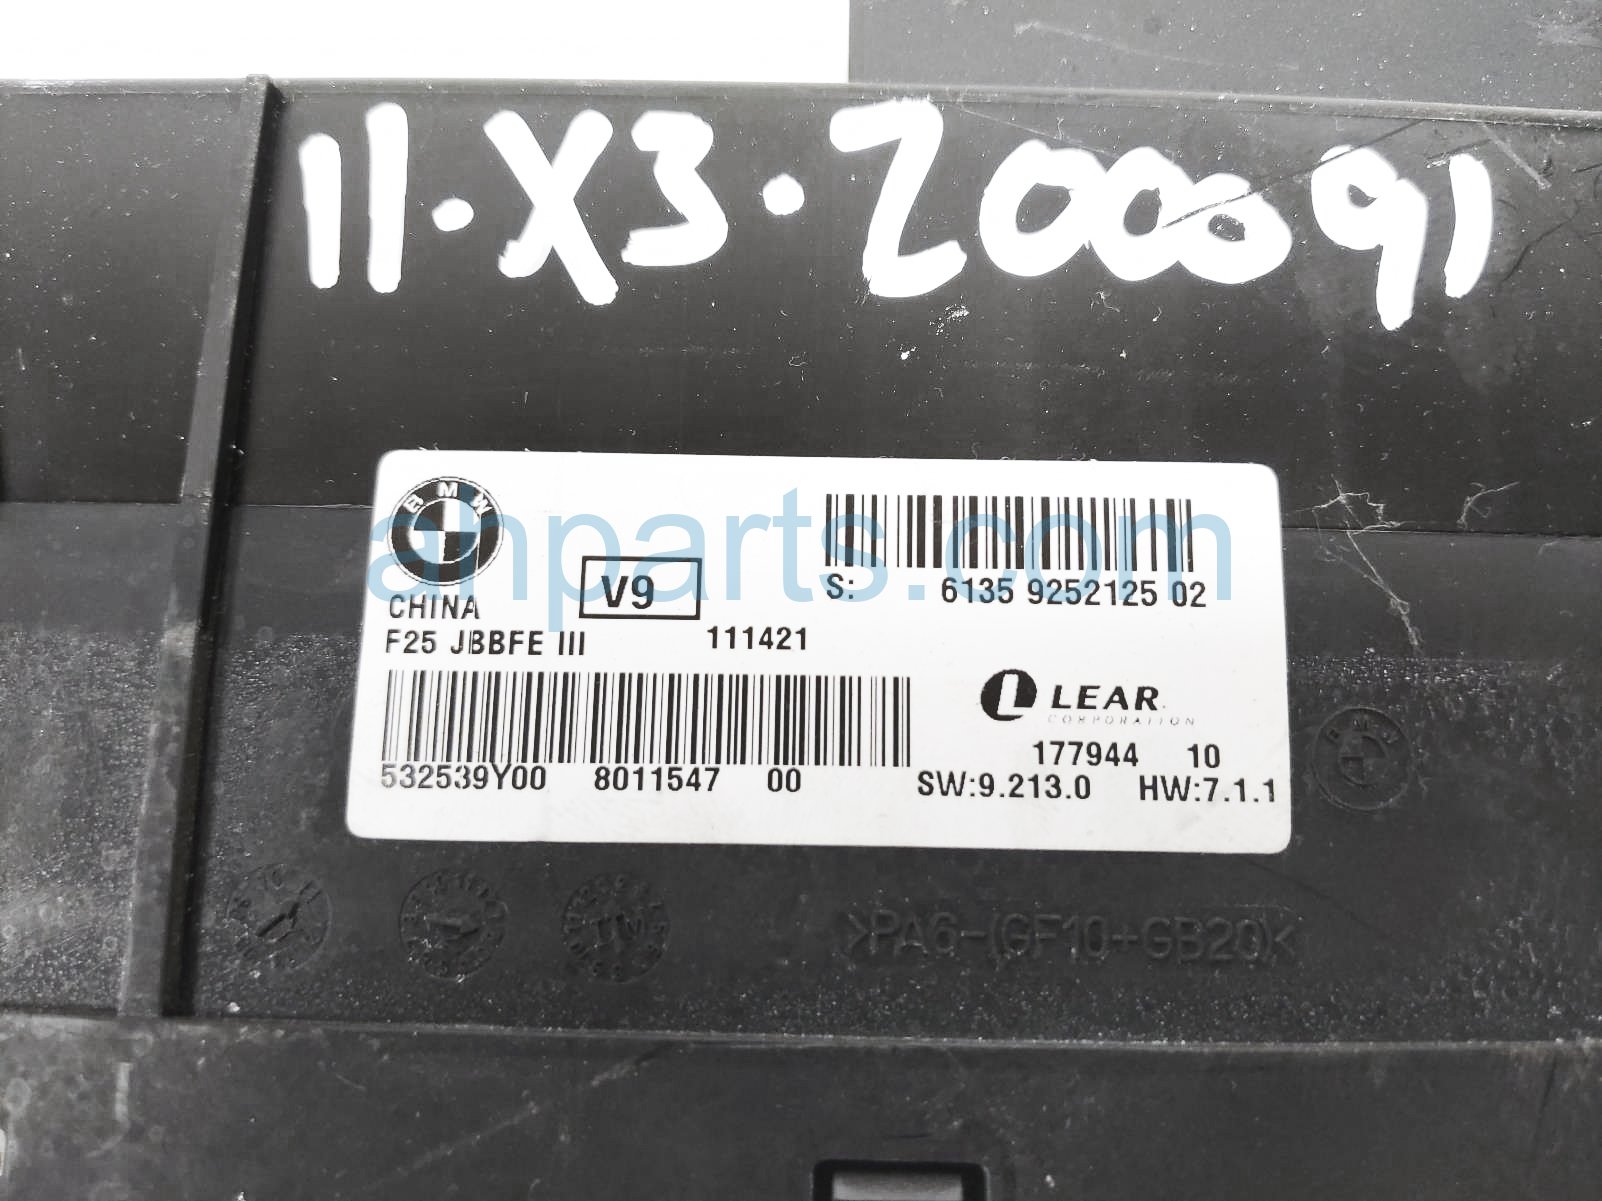 11·X3·200091
BMW
CHINA
V9
S: 6135 9252125 02
F25 JBBFE III 111421
LEAR
CORPORATION
177944 10
532539Y00 8011547 00 SW:9.213.0 HW:7.1.1
>PA6-(GF10+GB20)<
ahparts.com